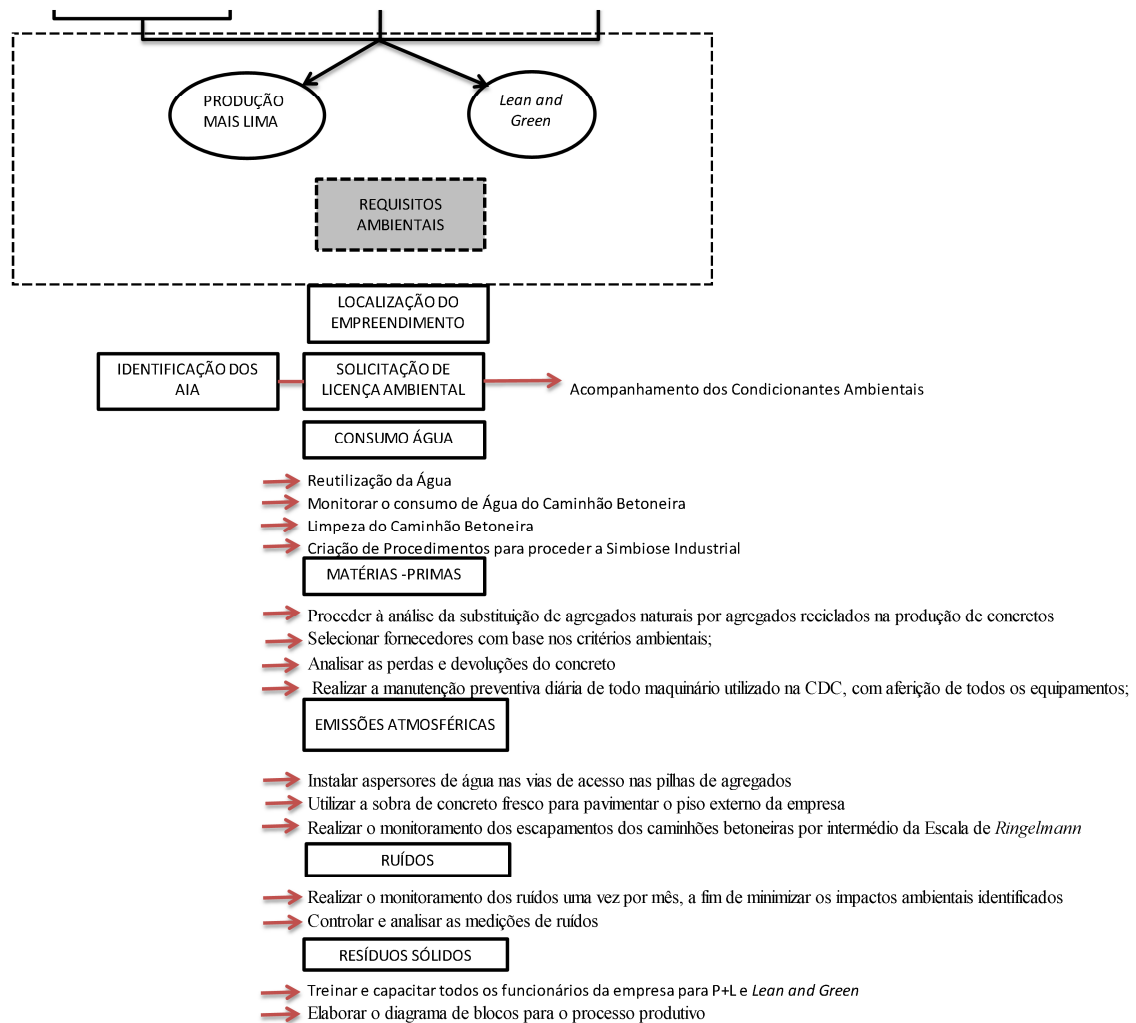 PRODUÇÃO
MAIS LIMA
Lean and
Green
REQUISITOS
AMBIENTAIS
LOCALIZAÇÃO DO
EMPREENDIMENTO
IDENTIFICAÇÃO DOS
AIA
SOLICITAÇÃO DE
LICENÇA AMBIENTAL
Acompanhamento dos Condicionantes Ambientais
CONSUMO ÁGUA
Reutilização da Água
Monitorar o consumo de Água do Caminhão Betoneira
Limpeza do Caminhão Betoneira
Criação de Procedimentos para proceder a Simbiose Industrial
MATÉRIAS -PRIMAS
Proceder à análise da substituição de agregados naturais por agregados reciclados na produção de concretos
Selecionar fornecedores com base nos critérios ambientais;
Analisar as perdas e devoluções do concreto
Realizar a manutenção preventiva diária de todo maquinário utilizado na CDC, com aferição de todos os equipamentos;
EMISSÕES ATMOSFÉRICAS
Instalar aspersores de água nas vias de acesso nas pilhas de agregados
Utilizar a sobra de concreto fresco para pavimentar o piso externo da empresa
Realizar o monitoramento dos escapamentos dos caminhões betoneiras por intermédio da Escala de Ringelmann
RUÍDOS
Realizar o monitoramento dos ruídos uma vez por mês, a fim de minimizar os impactos ambientais identificados
Controlar e analisar as medições de ruídos
RESÍDUOS SÓLIDOS
Treinar e capacitar todos os funcionários da empresa para P+L e Lean and Green
Elaborar o diagrama de blocos para o processo produtivo